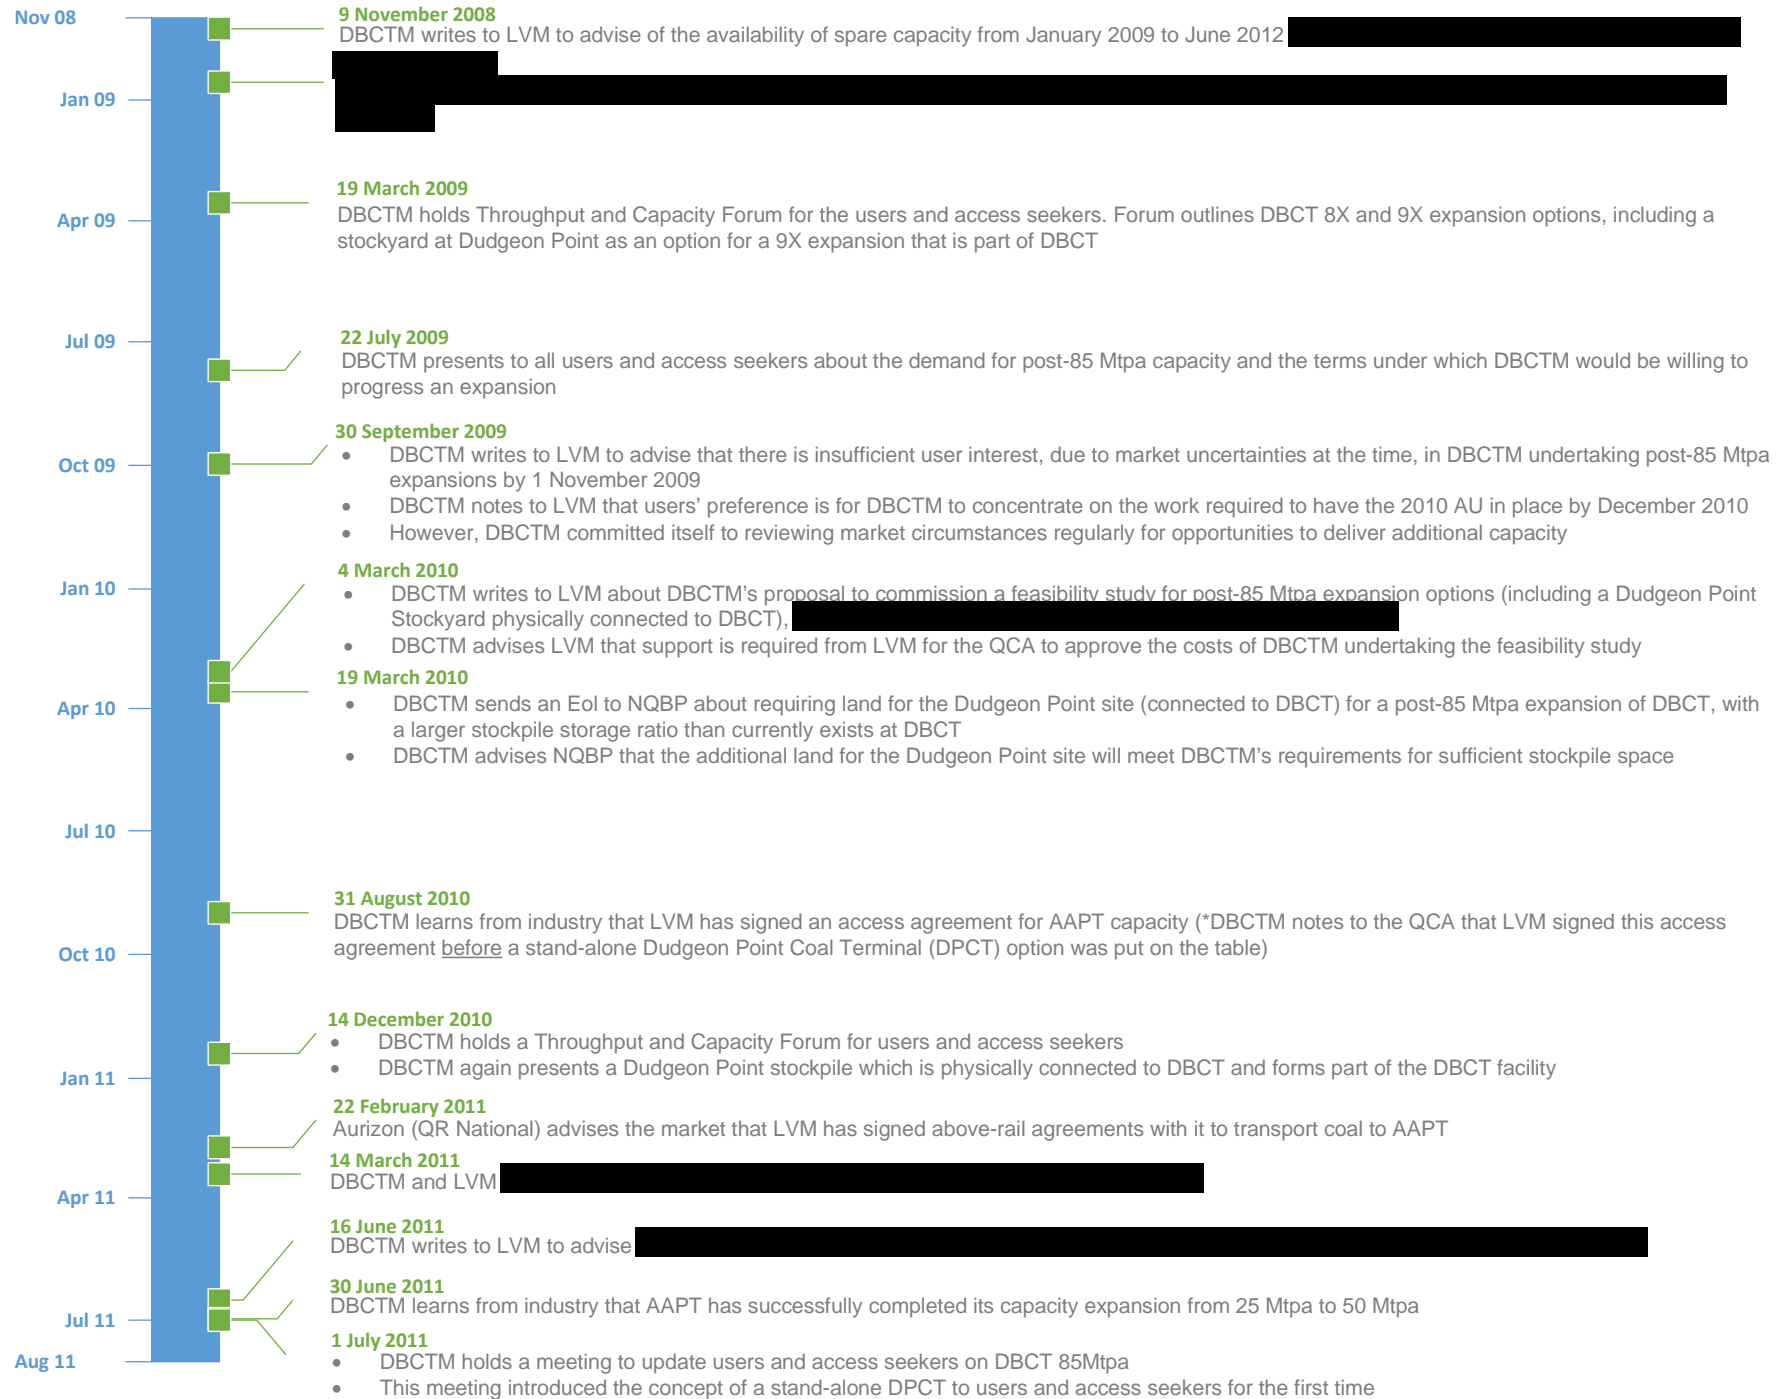 Nov 08
9 November 2008
DBCTM writes to LVM to advise of the availability of spare capacity from January 2009 to June 2012
Jan 09
19 March 2009
Apr 09
DBCTM holds Throughput and Capacity Forum for the users and access seekers. Forum outlines DBCT 8X and 9X expansion options, including a
stockyard at Dudgeon Point as an option for a 9X expansion that is part of DBCT
Jul 09
22 July 2009
DBCTM presents to all users and access seekers about the demand for post-85 Mtpa capacity and the terms under which DBCTM would be willing to
progress an expansion
30 September 2009
Oct 09
• DBCTM writes to LVM to advise that there is insufficient user interest, due to market uncertainties at the time, in DBCTM undertaking post-85 Mtpa
expansions by 1 November 2009
• DBCTM notes to LVM that users' preference is for DBCTM to concentrate on the work required to have the 2010 AU in place by December 2010
• However, DBCTM committed itself to reviewing market circumstances regularly for opportunities to deliver additional capacity
4 March 2010
Jan 10
• DBCTM writes to LVM about DBCTM's proposal to commission a feasibility study for post-85 Mtpa expansion options (including a Dudgeon Point
Stockyard physically connected to DBCT),
• DBCTM advises LVM that support is required from LVM for the QCA to approve the costs of DBCTM undertaking the feasibility study
19 March 2010
Apr 10
• DBCTM sends an EoI to NQBP about requiring land for the Dudgeon Point site (connected to DBCT) for a post-85 Mtpa expansion of DBCT, with
a larger stockpile storage ratio than currently exists at DBCT
• DBCTM advises NQBP that the additional land for the Dudgeon Point site will meet DBCTM's requirements for sufficient stockpile space
Jul 10
31 August 2010
DBCTM learns from industry that LVM has signed an access agreement for AAPT capacity (*DBCTM notes to the QCA that LVM signed this access
agreement before a stand-alone Dudgeon Point Coal Terminal (DPCT) option was put on the table)
Oct 10
14 December 2010
• DBCTM holds a Throughput and Capacity Forum for users and access seekers
• DBCTM again presents a Dudgeon Point stockpile which is physically connected to DBCT and forms part of the DBCT facility
Jan 11
22 February 2011
Aurizon (QR National) advises the market that LVM has signed above-rail agreements with it to transport coal to AAPT
14 March 2011
DBCTM and LVM
Apr 11
16 June 2011
DBCTM writes to LVM to advise
30 June 2011
DBCTM learns from industry that AAPT has successfully completed its capacity expansion from 25 Mtpa to 50 Mtpa
Jul 11
1 July 2011
Aug 11
• DBCTM holds a meeting to update users and access seekers on DBCT 85Mtpa
• This meeting introduced the concept of a stand-alone DPCT to users and access seekers for the first time